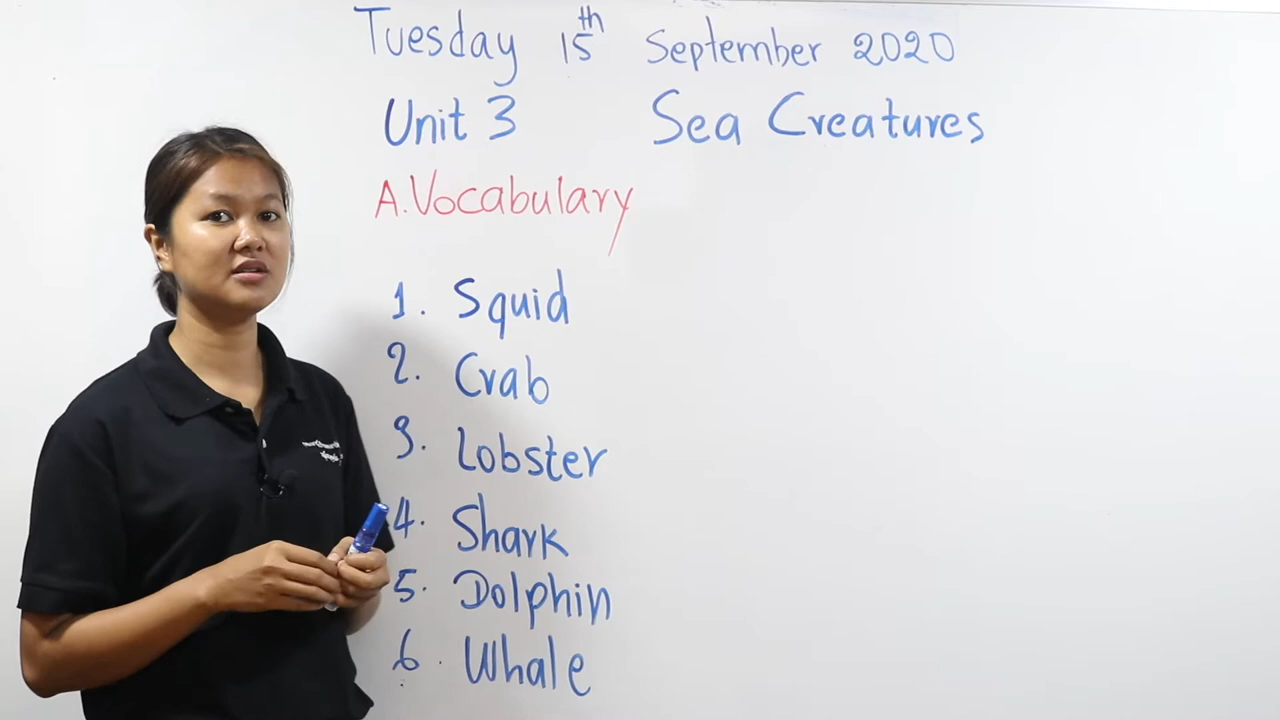 Tuesday 15th September 2020
Unit 3 Sea Creatures
A. Vocabulary
1. Squid
2. Crab
3. Lobster
4. Shark
5. Dolphin
6. Whale